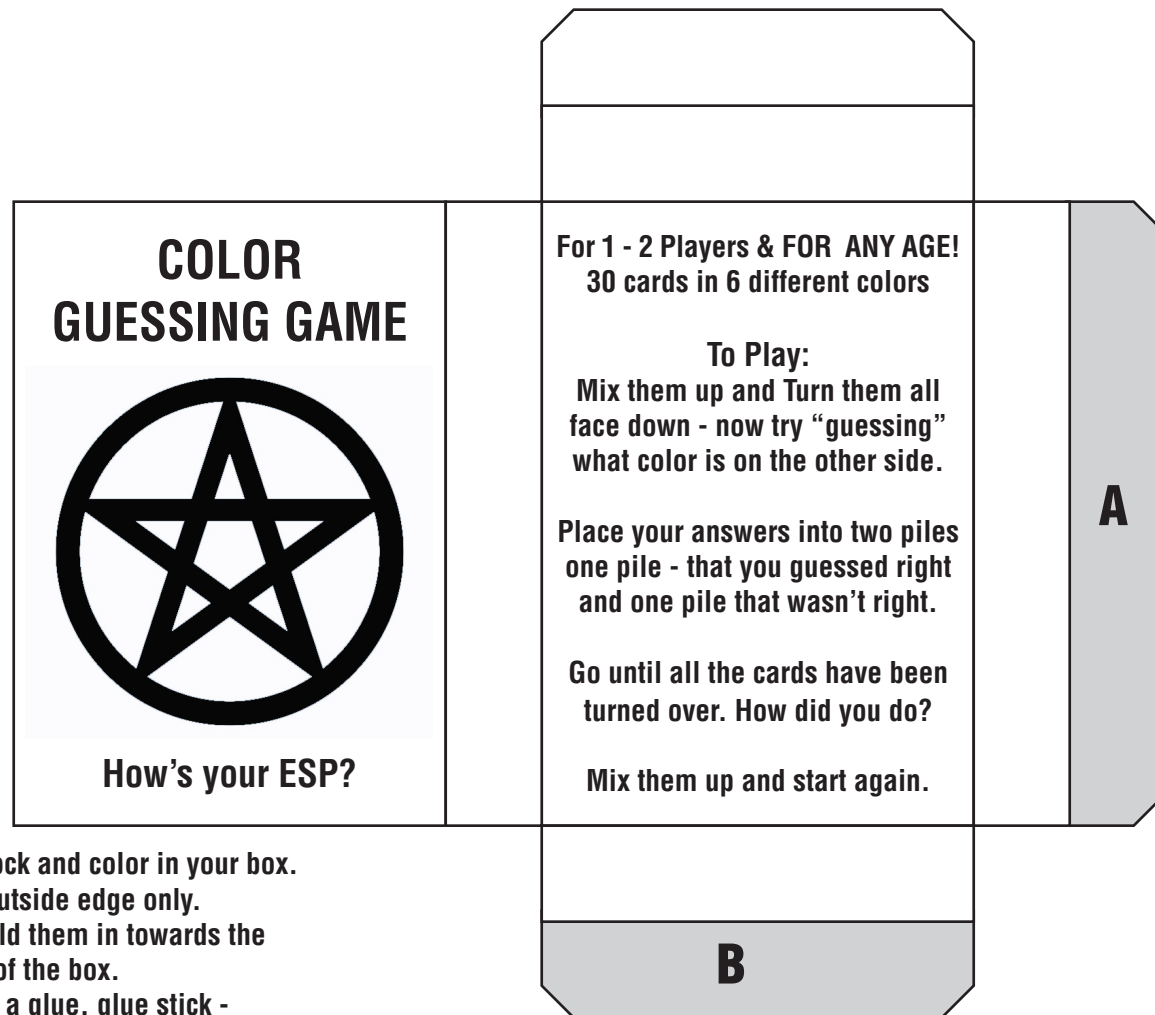 COLOR
GUESSING GAME
How's your ESP?
For 1 - 2 Players & FOR ANY AGE!
30 cards in 6 different colors
To Play:
Mix them up and Turn them all
face down - now try “guessing”
what color is on the other side.
Place your answers into two piles
one pile - that you guessed right
and one pile that wasn’t right.
Go until all the cards have been
turned over. How did you do?
Mix them up and start again.
A
B
and color in your box.
edge only.
them in towards the
of the box.
a glue, glue stick -